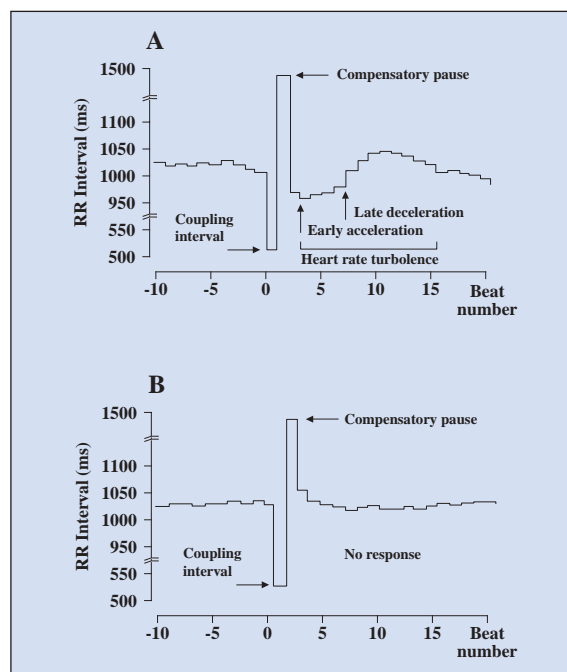 A
1500
Compensatory pause
1100
1050
1000
950
550
500
RR Interval (ms)
Coupling
interval
Late deceleration
Early acceleration
Heart rate turbolence
-10 -5 0 5 10 15 Beat
number
B
1500
Compensatory pause
1100
1050
1000
950
550
500
RR Interval (ms)
Coupling
interval
No response
-10 -5 0 5 10 15 Beat
number